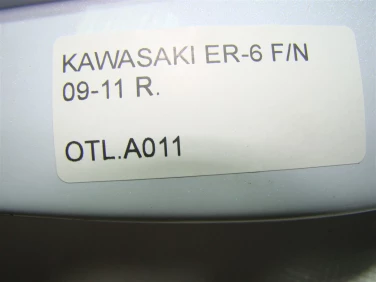 KAWASAKI ER-6 F/N
09-11 R.
OTL.A011